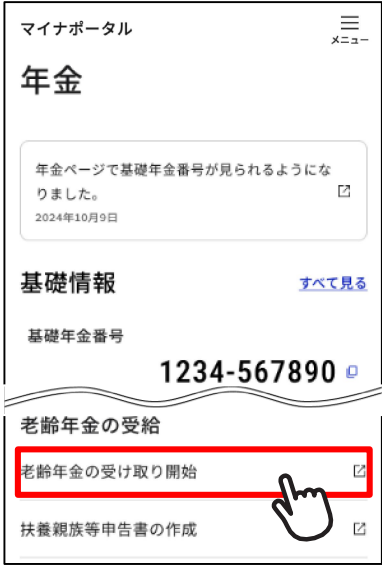 マイナポータル
メニュー
年金
年金ページで基礎年金番号が見られるようにな
りました。
2024年10月9日
基礎情報 すべて見る
基礎年金番号
1234-567890
老齢年金の受給
老齢年金の受け取り開始
扶養親族等申告書の作成